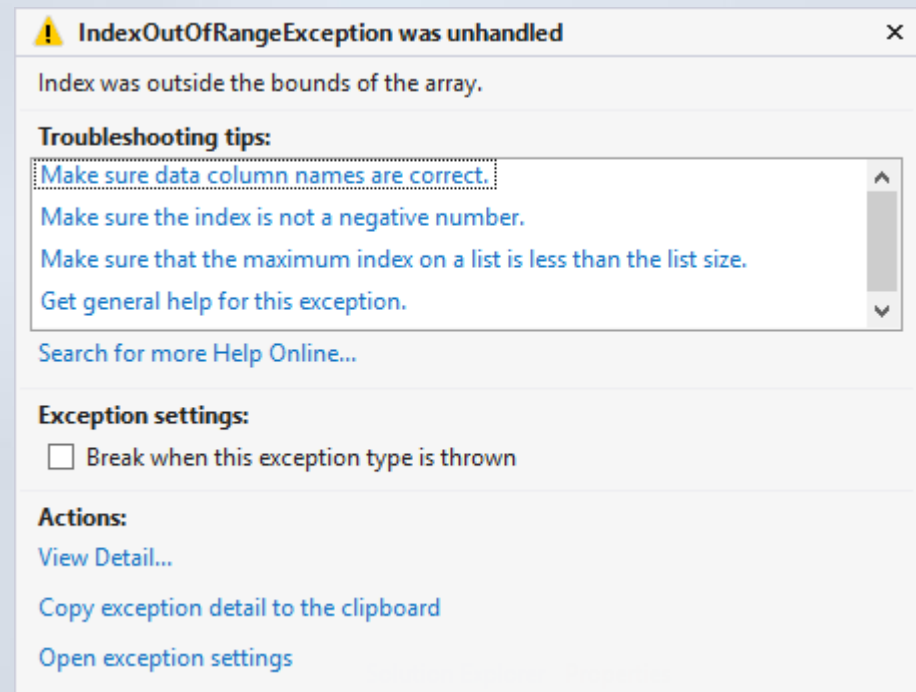 IndexOutOfRangeException was unhandled
Index was outside the bounds of the array.
Troubleshooting tips:
Make sure data column names are correct.
Make sure the index is not a negative number.
Make sure that the maximum index on a list is less than the list size.
Get general help for this exception.
Search for more Help Online...
Exception settings:
Break when this exception type is thrown
Actions:
View Detail...
Copy exception detail to the clipboard
Open exception settings